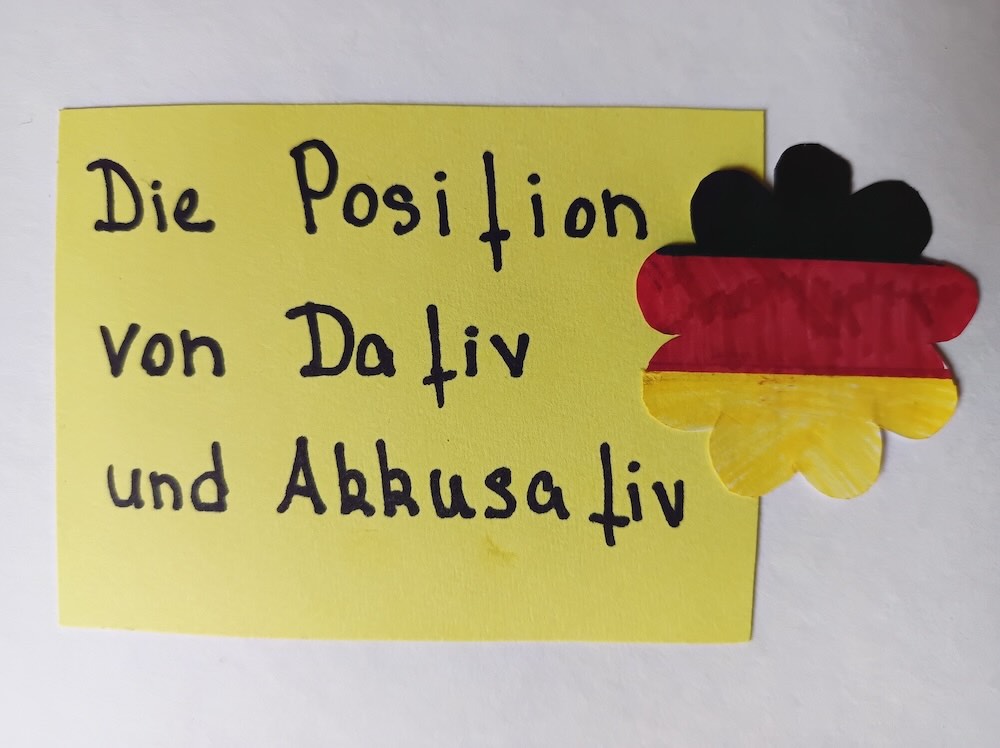 Die Position
von Dativ
und Akkusativ